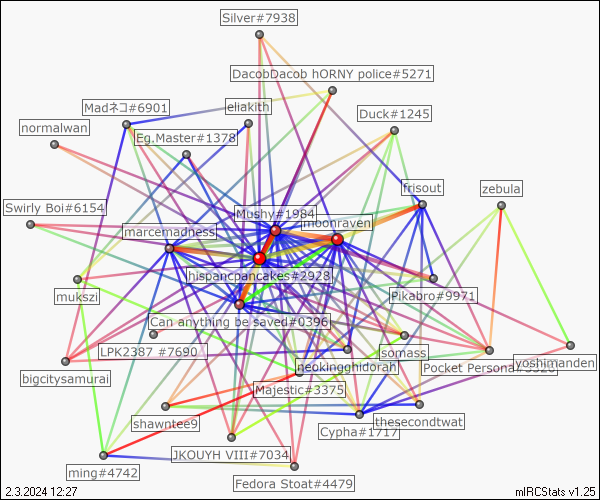 Silver#7938
DacobDacob hORNY police#5271
Madネコ#6901
eliakith
Duck#1245
normalwan
Eg.Master#1378
frisout
zebula
Swirly Boi#6154
Mushy#1984
moonraven
marcemadness
hispancpancakes#2928
mukszi
Pikabro#9971
Can anything be saved#0396
LPK2387 #7690
somass
yoshimanden
bigcitysamurai
neokingghidorah
Pocket Persona#
Majestic#3375
shawntee9
Cypha#1717
thesecondtwat
JKOUYH VIII#7034
ming#4742
Fedora Stoat#4479
2.3.2024 12:27
mIRCStats v1.25